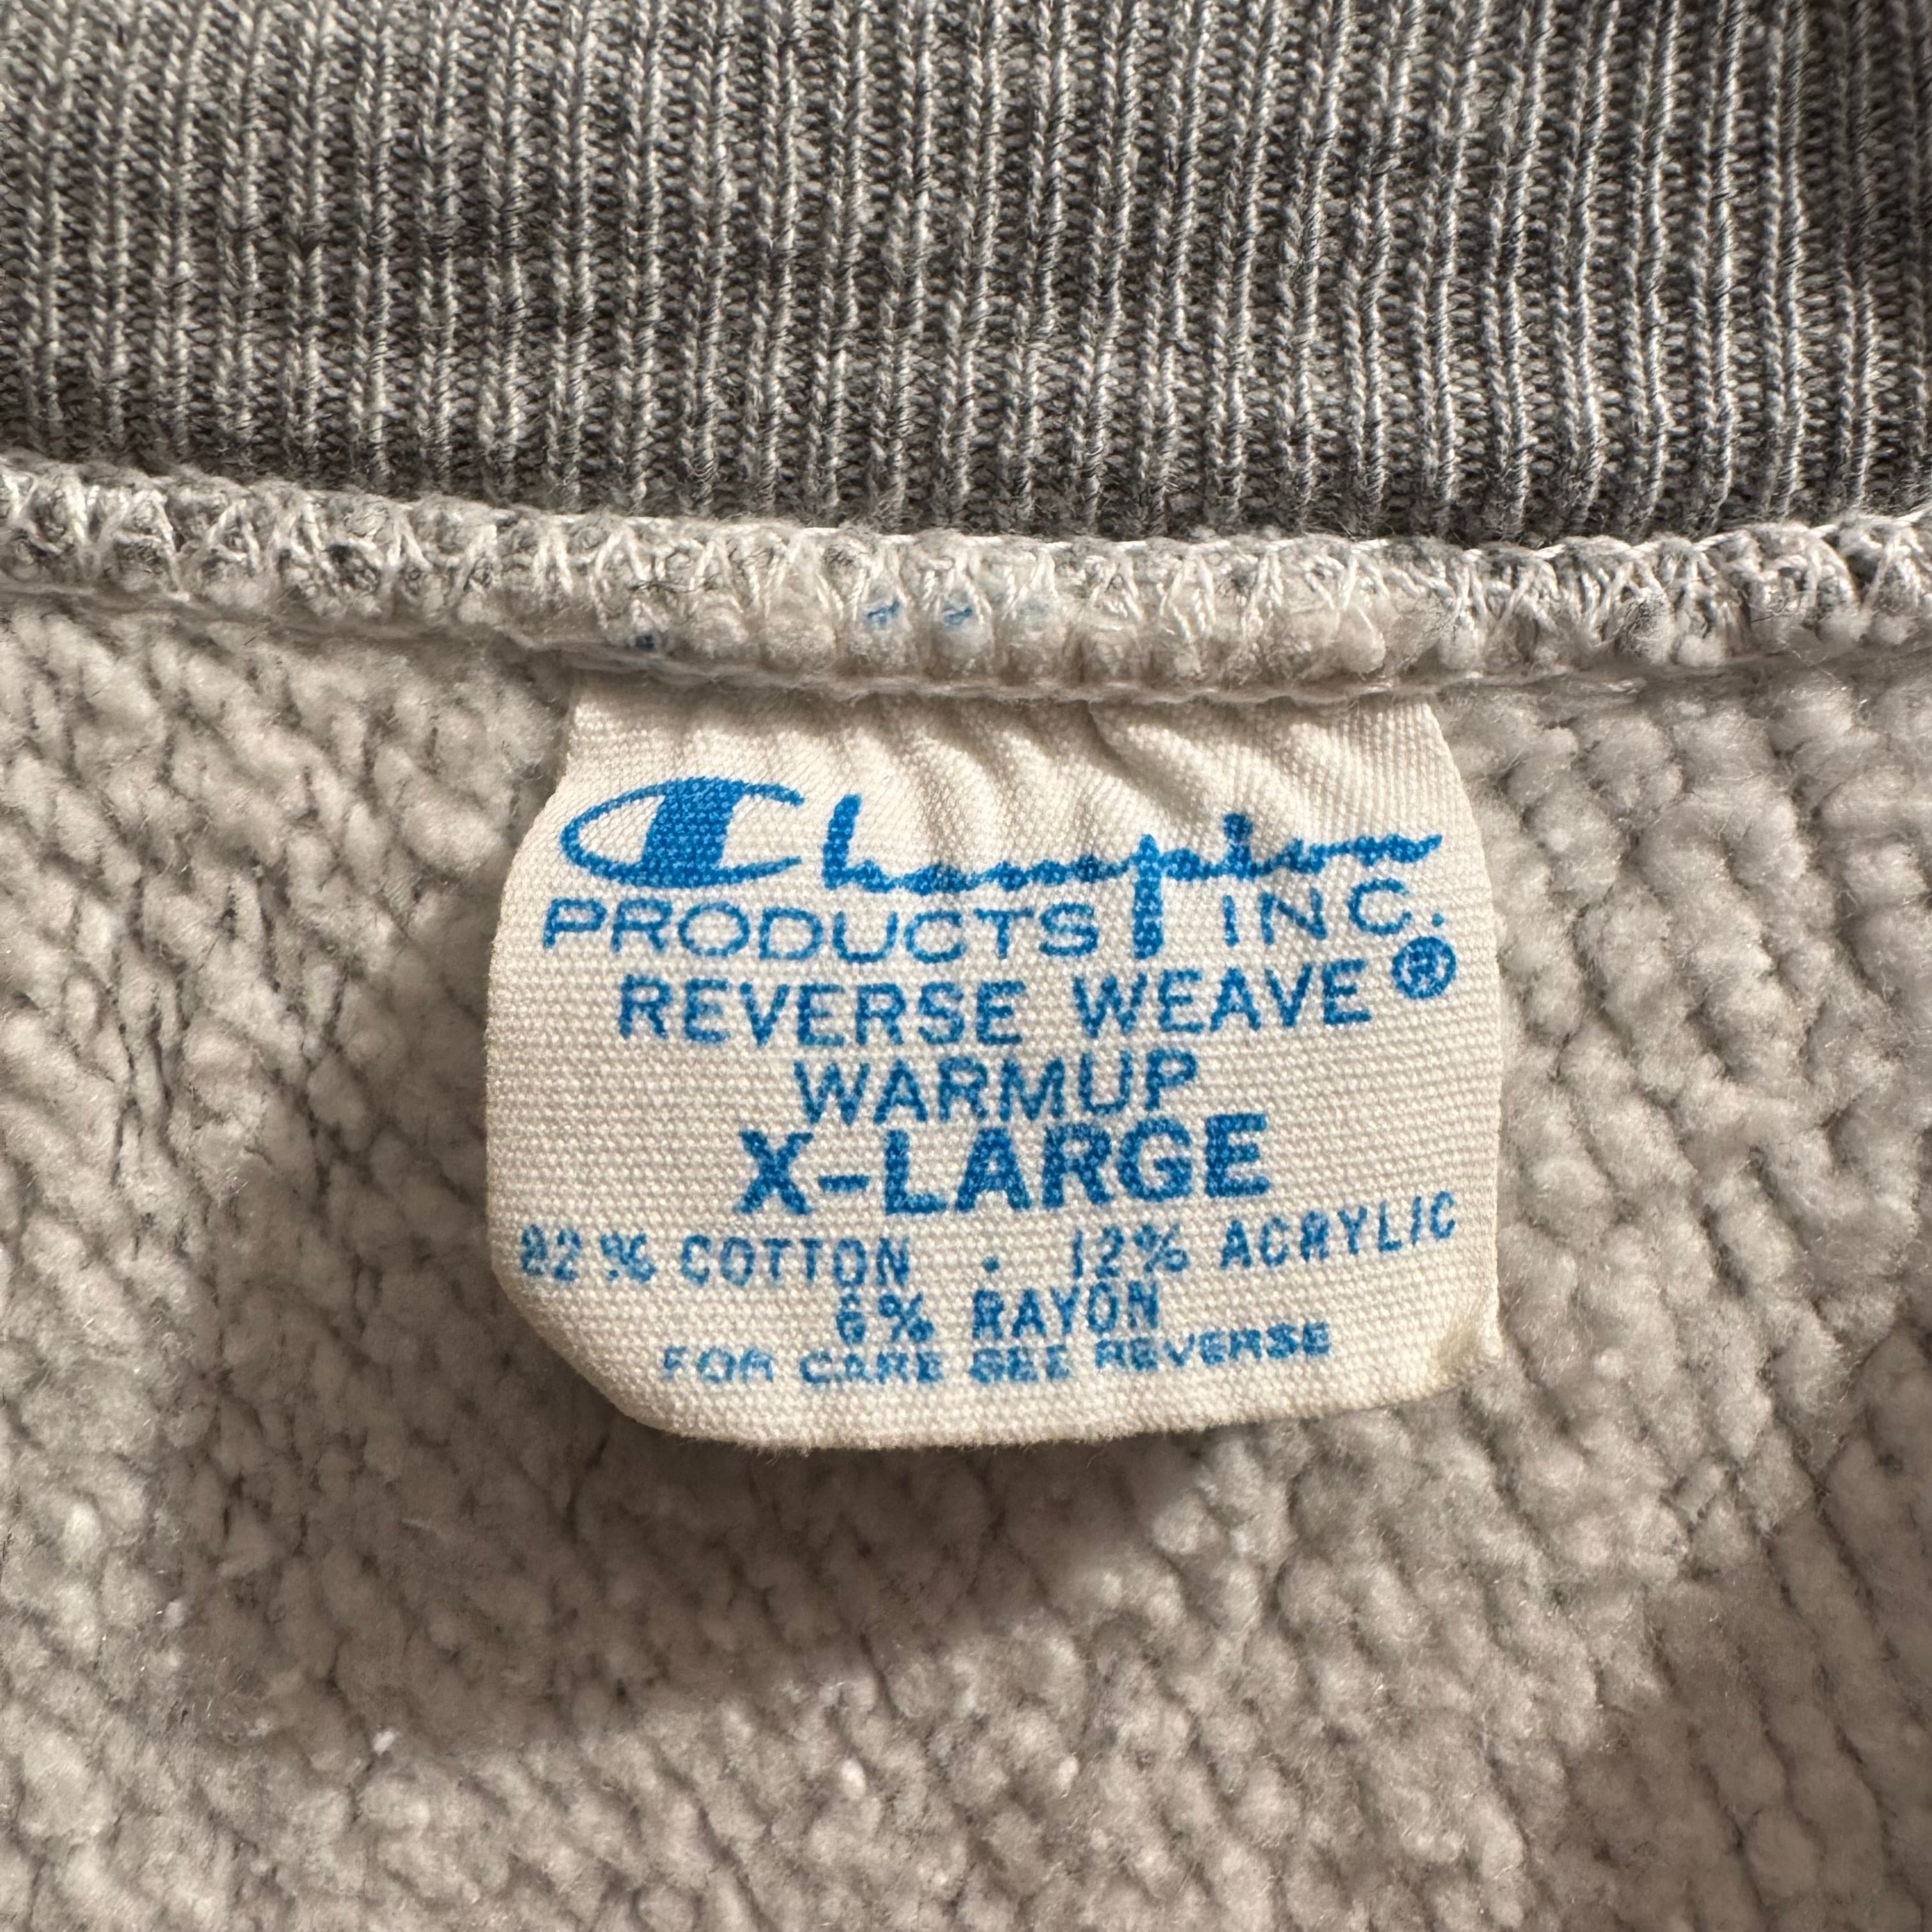 Champion
PRODUCTS INC.
REVERSE WEAVE ®
WARMUP
X-LARGE
82% COTTON . 12% ACRYLIC
6% RAYON
FOR CARE SEE REVERSE